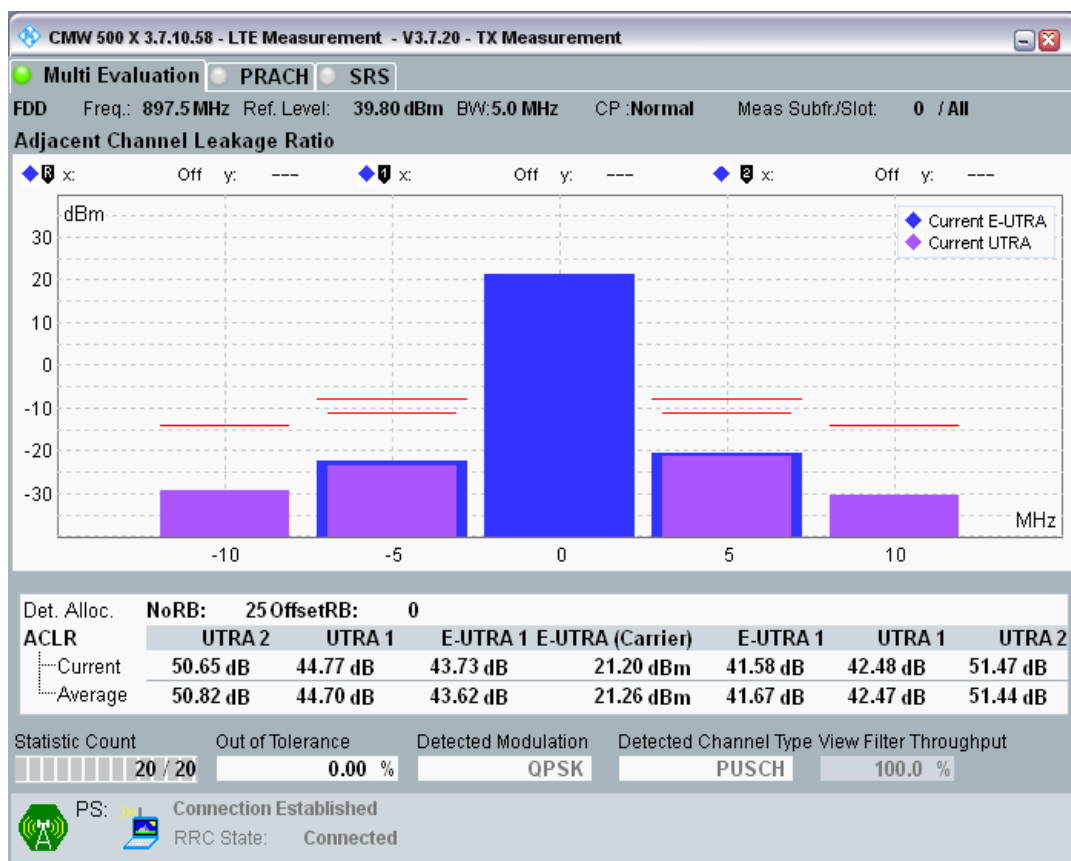 CMW 500 X 3.7.10.58 - LTE Measurement - V3.7.20 - TX Measurement
Multi Evaluation PRACH SRS
FDD Freq.: 897.5 MHz Ref. Level: 39.80 dBm BW:5.0 MHz CP :Normal Meas Subfr./Slot: 0 / All
Adjacent Channel Leakage Ratio
R x: Off y: --- 1 x: Off y: --- 2 x: Off y: ---
dBm
Current E-UTRA
Current UTRA
30
20
10
0
-10
-20
-30
MHz
-10 -5 0 5 10
Det. Alloc. NoRB: 25 OffsetRB: 0
ACLR UTRA 2 UTRA 1 E-UTRA 1 E-UTRA (Carrier) E-UTRA 1 UTRA 1 UTRA 2
Current 50.65 dB 44.77 dB 43.73 dB 21.20 dBm 41.58 dB 42.48 dB 51.47 dB
Average 50.82 dB 44.70 dB 43.62 dB 21.26 dBm 41.67 dB 42.47 dB 51.44 dB
Statistic Count Out of Tolerance Detected Modulation Detected Channel Type View Filter Throughput
20 / 20 0.00 % QPSK PUSCH 100.0 %
PS: Connection Established
RRC State: Connected